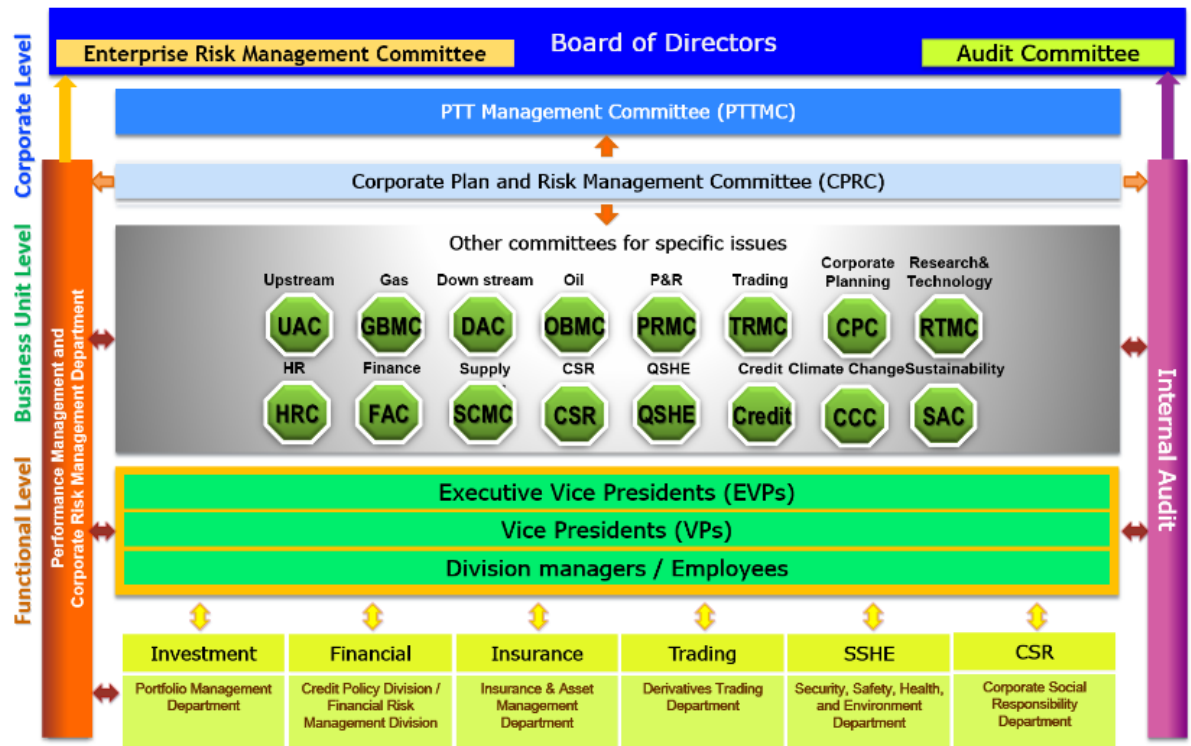 Board of Directors
Enterprise Risk Management Committee
Audit Committee
Corporate Level
PTT Management Committee (PTTMC)
Corporate Plan and Risk Management Committee (CPRC)
Business Unit Level
Performance Management and
Corporate Risk Management Department
Internal Audit
Other committees for specific issues
Upstream
Gas
Down stream
Oil
P&R
Trading
Corporate
Planning
Research&
Technology
UAC
GBMC
DAC
OBMC
PRMC
TRMC
CPC
RTMC
HR
Finance
Supply
CSR
QSHE
Credit
Climate Change
Sustainability
HRC
FAC
SCMC
CSR
QSHE
Credit
CCC
SAC
Functional Level
Executive Vice Presidents (EVPs)
Vice Presidents (VPs)
Division managers / Employees
Investment
Financial
Insurance
Trading
SSHE
CSR
Portfolio Management
Department
Credit Policy Division /
Financial Risk
Management Division
Insurance & Asset
Management
Department
Derivatives Trading
Department
Security, Safety, Health,
and Environment
Department
Corporate Social
Responsibility
Department